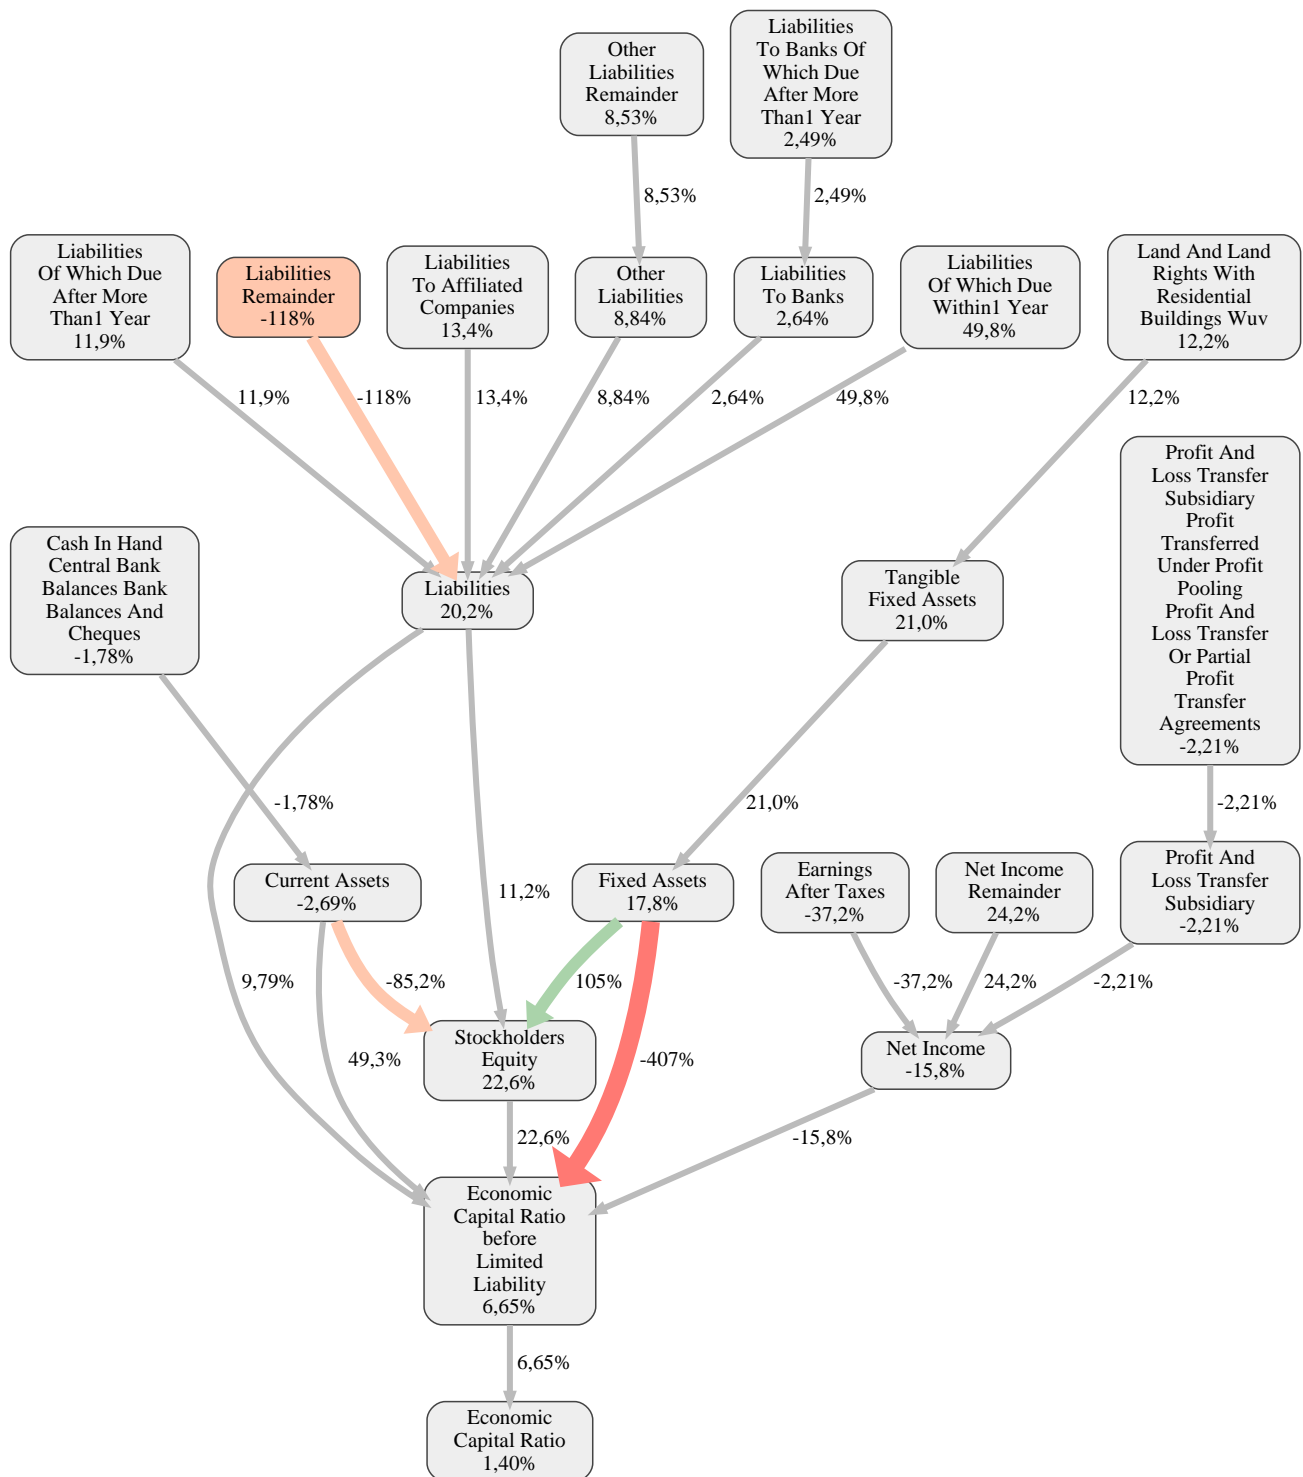 Other
Liabilities
Remainder
8,53%
Liabilities
To Banks Of
Which Due
After More
Than1 Year
2,49%
8,53%
2,49%
Liabilities
Of Which Due
After More
Than1 Year
11,9%
Liabilities
Remainder
-118%
Liabilities
To Affiliated
Companies
13,4%
Other
Liabilities
8,84%
Liabilities
To Banks
2,64%
Liabilities
Of Which Due
Within1 Year
49,8%
Land And Land
Rights With
Residential
Buildings Wuv
12,2%
11,9%
-118%
13,4%
8,84%
2,64%
49,8%
12,2%
Profit And
Loss Transfer
Subsidiary
Profit
Transferred
Under Profit
Pooling
Profit And
Loss Transfer
Or Partial
Profit
Transfer
Agreements
-2,21%
Cash In Hand
Central Bank
Balances Bank
Balances And
Cheques
-1,78%
Liabilities
20,2%
Tangible
Fixed Assets
21,0%
-1,78%
21,0%
-2,21%
Current Assets
-2,69%
11,2%
Fixed Assets
17,8%
Earnings
After Taxes
-37,2%
Net Income
Remainder
24,2%
Profit And
Loss Transfer
Subsidiary
-2,21%
9,79%
-85,2%
105%
-37,2%
24,2%
-2,21%
49,3%
Stockholders
Equity
22,6%
-407%
Net Income
-15,8%
22,6%
-15,8%
Economic
Capital Ratio
before
Limited
Liability
6,65%
6,65%
Economic
Capital Ratio
1,40%